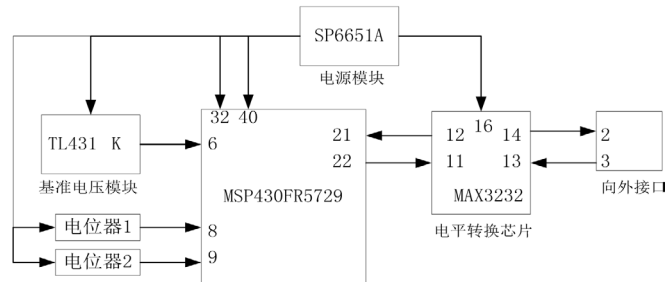 SP6651A
电源模块
32 40
16
TL431 K
6
21
12
14
2
22
11
13
3
基准电压模块
MSP430FR5729
MAX3232
向外接口
电位器1
8
电平转换芯片
电位器2
9